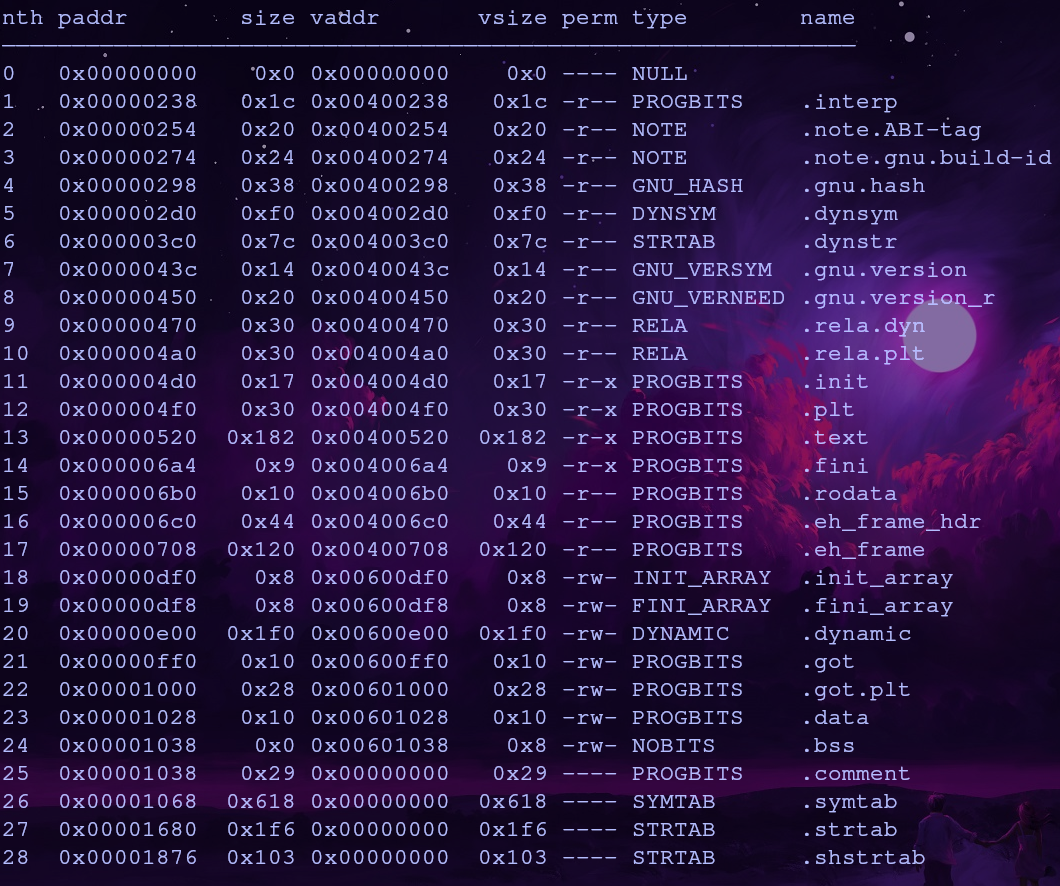 nth paddr size vaddr vsize perm type name
0 0x00000000 0x0 0x00000000 0x0 ---- NULL
1 0x00000238 0x1c 0x00400238 0x1c -r-- PROGBITS .interp
2 0x00000254 0x20 0x00400254 0x20 -r-- NOTE .note.ABI-tag
3 0x00000274 0x24 0x00400274 0x24 -r-- NOTE .note.gnu.build-id
4 0x00000298 0x38 0x00400298 0x38 -r-- GNU_HASH .gnu.hash
5 0x000002d0 0xf0 0x004002d0 0xf0 -r-- DYNSYM .dynsym
6 0x000003c0 0x7c 0x004003c0 0x7c -r-- STRTAB .dynstr
7 0x0000043c 0x14 0x0040043c 0x14 -r-- GNU_VERSYM .gnu.version
8 0x00000450 0x20 0x00400450 0x20 -r-- GNU_VERNEED .gnu.version_r
9 0x00000470 0x30 0x00400470 0x30 -r-- RELA .rela.dyn
10 0x000004a0 0x30 0x004004a0 0x30 -r-- RELA .rela.plt
11 0x000004d0 0x17 0x004004d0 0x17 -r-x PROGBITS .init
12 0x000004f0 0x30 0x004004f0 0x30 -r-x PROGBITS .plt
13 0x00000520 0x182 0x00400520 0x182 -r-x PROGBITS .text
14 0x000006a4 0x9 0x004006a4 0x9 -r-x PROGBITS .fini
15 0x000006b0 0x10 0x004006b0 0x10 -r-- PROGBITS .rodata
16 0x000006c0 0x44 0x004006c0 0x44 -r-- PROGBITS .eh_frame_hdr
17 0x00000708 0x120 0x00400708 0x120 -r-- PROGBITS .eh_frame
18 0x00000df0 0x8 0x00600df0 0x8 -rw- INIT_ARRAY .init_array
19 0x00000df8 0x8 0x00600df8 0x8 -rw- FINI_ARRAY .fini_array
20 0x00000e00 0x1f0 0x00600e00 0x1f0 -rw- DYNAMIC .dynamic
21 0x00000ff0 0x10 0x00600ff0 0x10 -rw- PROGBITS .got
22 0x00001000 0x28 0x00601000 0x28 -rw- PROGBITS .got.plt
23 0x00001028 0x10 0x00601028 0x10 -rw- PROGBITS .data
24 0x00001038 0x0 0x00601038 0x8 -rw- NOBITS .bss
25 0x00001038 0x29 0x00000000 0x29 ---- PROGBITS .comment
26 0x00001068 0x618 0x00000000 0x618 ---- SYMTAB .symtab
27 0x00001680 0x1f6 0x00000000 0x1f6 ---- STRTAB .strtab
28 0x00001876 0x103 0x00000000 0x103 ---- STRTAB .shstrtab